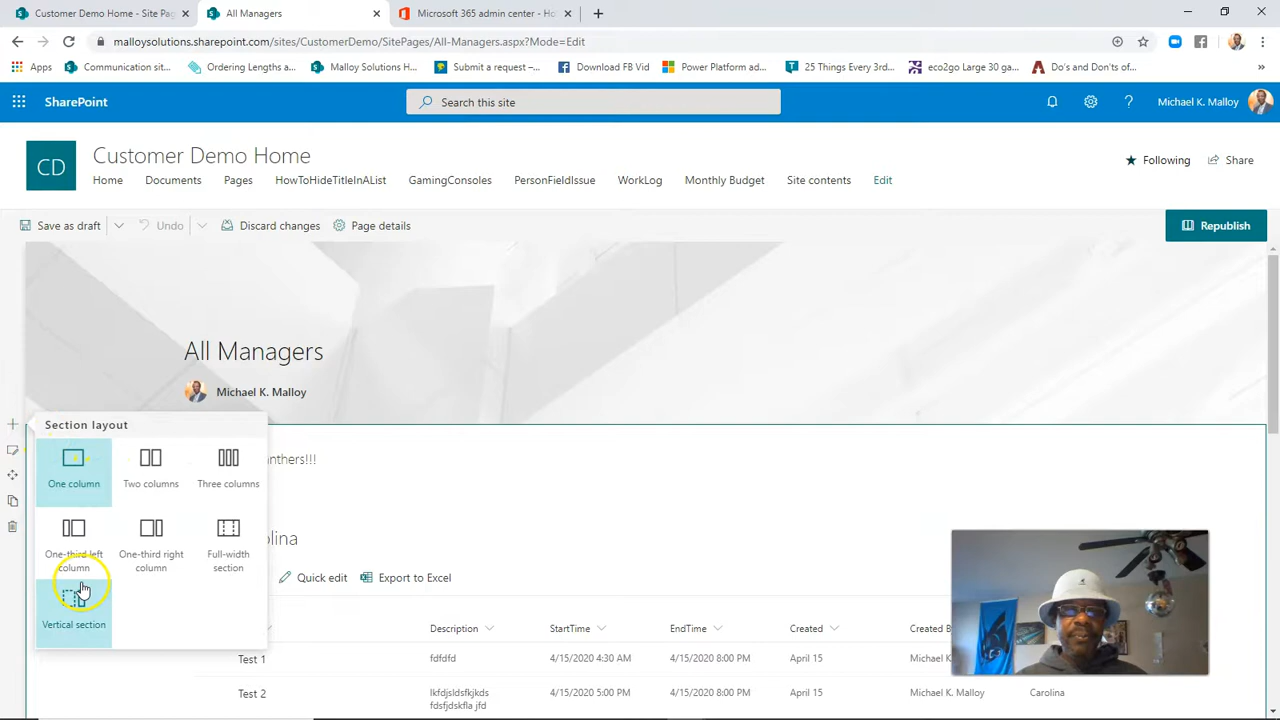 Customer Demo Home - Site Pag
All Managers
Microsoft 365 admin center - Ho
malloysolutions.sharepoint.com/sites/CustomerDemo/SitePages/All-Managers.aspx?Mode=Edit
Apps
Communication sit...
Ordering Lengths a...
Malloy Solutions H...
Submit a request –...
Download FB Vid
Power Platform ad...
25 Things Every 3rd...
eco2go Large 30 ga...
Do's and Don'ts of...
SharePoint
Search this site
Michael K. Malloy
CD
Customer Demo Home
Following
Share
Home
Documents
Pages
HowToHideTitleInAList
GamingConsoles
PersonFieldIssue
WorkLog
Monthly Budget
Site contents
Edit
Save as draft
Undo
Discard changes
Page details
Republish
All Managers
Michael K. Malloy
Section layout
One column
Two columns
Three columns
anthers!!!
One-third left column
One-third right column
Full-width section
olina
Vertical section
Quick edit
Export to Excel
Description
StartTime
EndTime
Created
Created B
Test 1
fdfdfd
4/15/2020 4:30 AM
4/15/2020 8:00 PM
April 15
Michael K.
Test 2
lkfdjsldsfkjkds
fdsfjdskfla jfd
4/15/2020 5:00 PM
4/15/2020 8:00 PM
April 15
Michael K. Malloy
Carolina